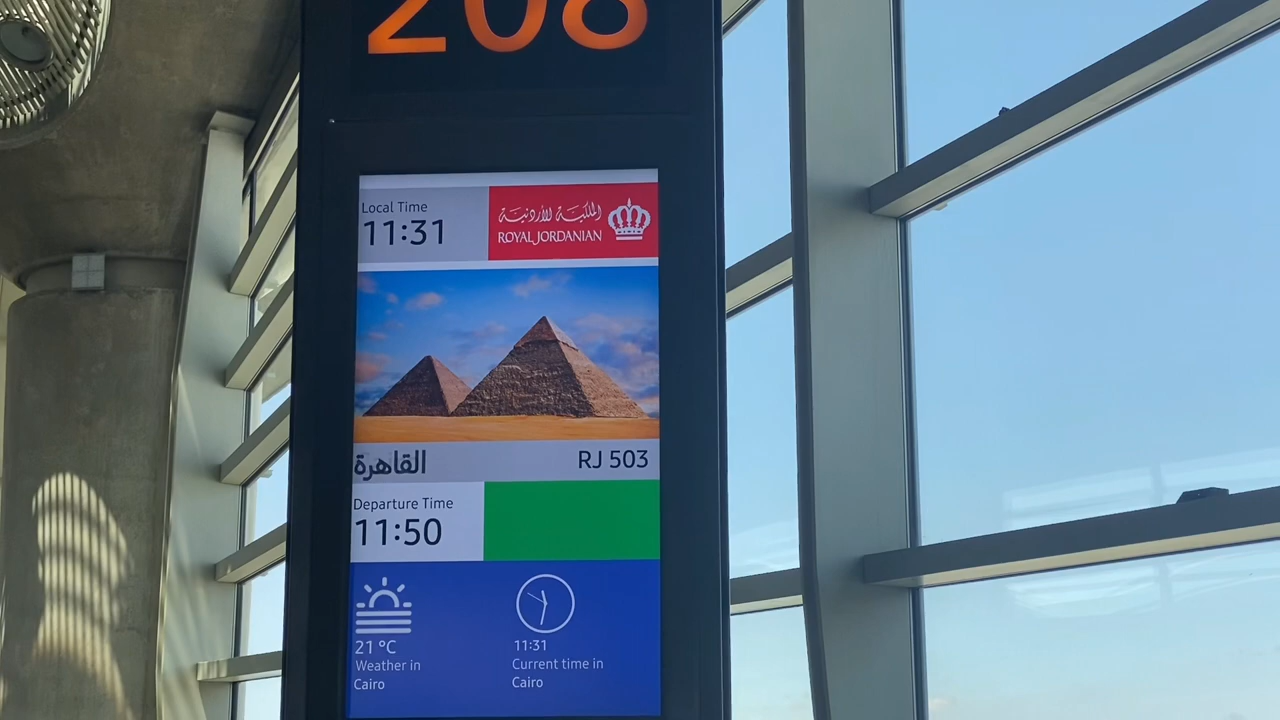 208
Local Time
11:31
الملكية الأردنية
ROYAL JORDANIAN
القاهرة
RJ 503
Departure Time
11:50
21 °C
Weather in
Cairo
11:31
Current time in
Cairo